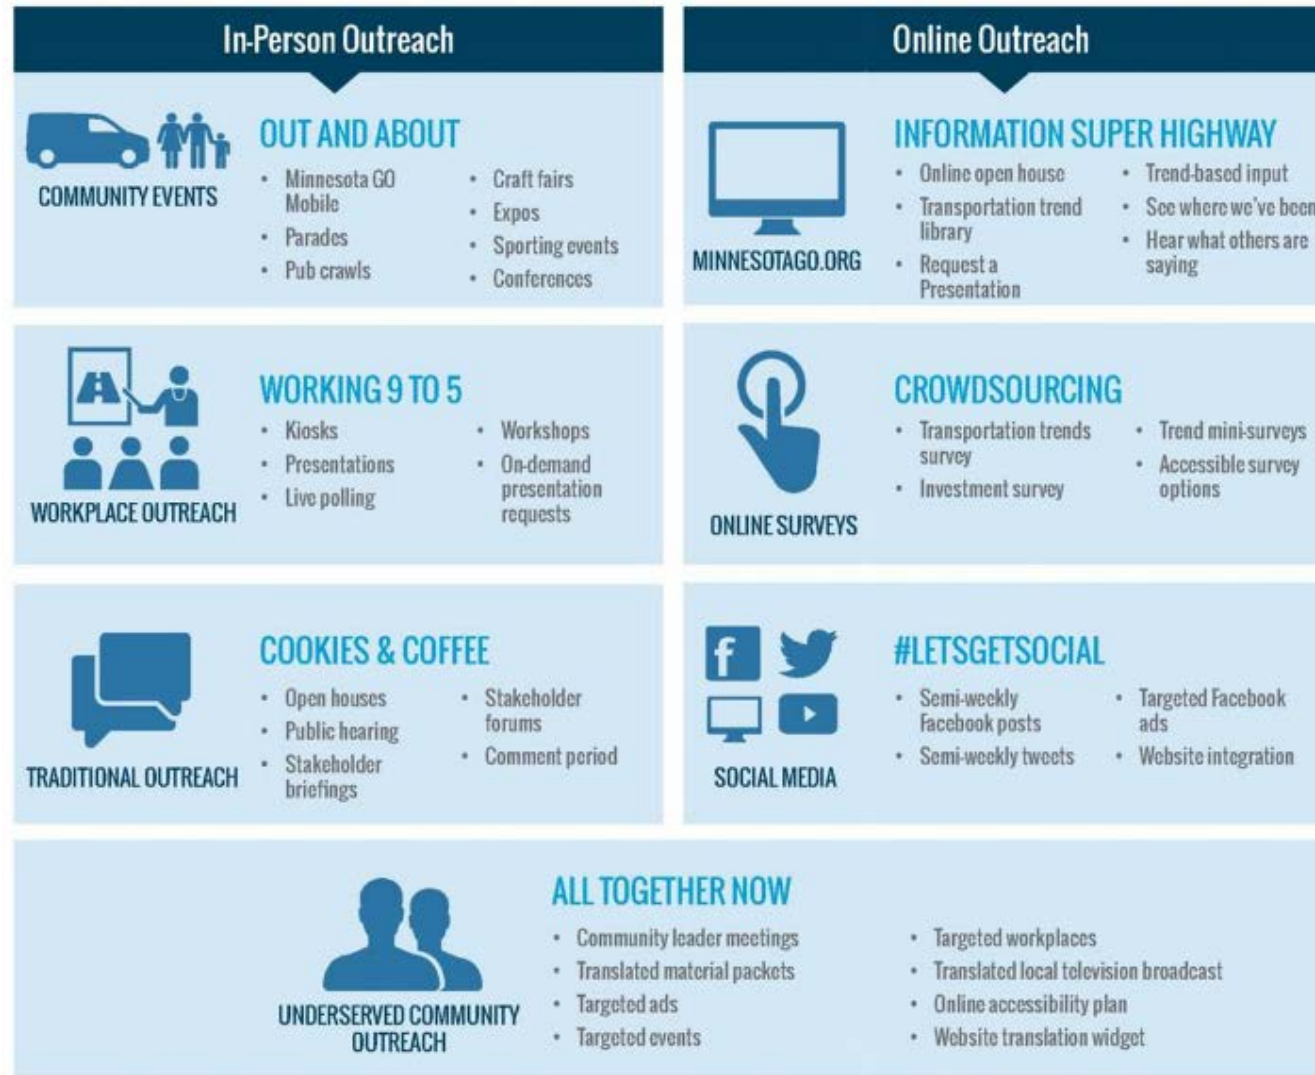 In-Person Outreach
COMMUNITY EVENTS
OUT AND ABOUT
• Minnesota GO
Mobile
• Parades
• Pub crawls
• Craft fairs
• Expos
• Sporting events
• Conferences
WORKPLACE OUTREACH
WORKING 9 TO 5
• Kiosks
• Presentations
• Live polling
• Workshops
• On-demand
presentation
requests
TRADITIONAL OUTREACH
COOKIES & COFFEE
• Open houses
• Public hearing
• Stakeholder
briefings
• Stakeholder
forums
• Comment period
Online Outreach
MINNESOTAGO.ORG
INFORMATION SUPER HIGHWAY
• Online open house
• Transportation trend
library
• Request a
Presentation
• Trend-based input
• See where we've been
• Hear what others are
saying
ONLINE SURVEYS
CROWDSOURCING
• Transportation trends
survey
• Investment survey
• Trend mini-surveys
• Accessible survey
options
f
SOCIAL MEDIA
#LETSGETSOCIAL
• Semi-weekly
Facebook posts
• Semi-weekly tweets
• Targeted Facebook
ads
• Website integration
UNDERSERVED COMMUNITY
OUTREACH
ALL TOGETHER NOW
• Community leader meetings
• Translated material packets
• Targeted ads
• Targeted events
• Targeted workplaces
• Translated local television broadcast
• Online accessibility plan
• Website translation widget